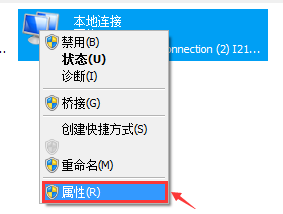 本地连接
禁用(B)
状态(U)
onnection (2) I21...
诊断(I)
桥接(G)
创建快捷方式(S)
重命名(M)
属性(R)